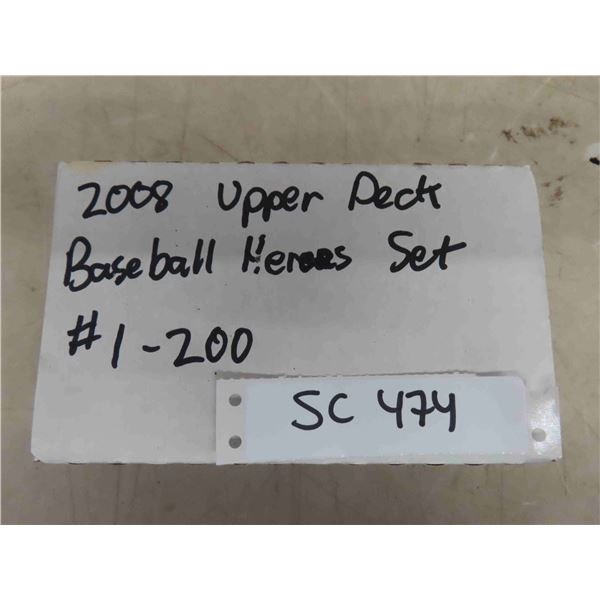 2008 Upper Deck
Baseball Heroes Set
#1-200
SC 474